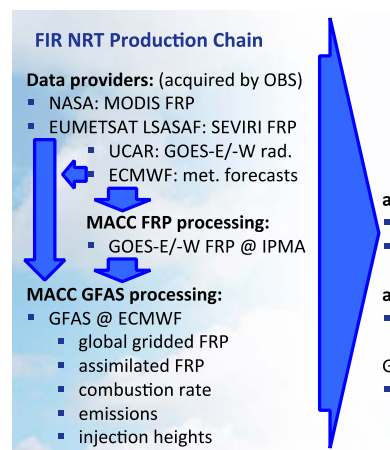 FIR NRT Production Chain
Data providers: (acquired by OBS)
▪ NASA: MODIS FRP
▪ EUMETSAT LSASAF: SEVIRI FRP
▪ UCAR: GOES-E/-W rad.
▪ ECMWF: met. forecasts
MACC FRP processing:
▪ GOES-E/-W FRP @ IPMA
MACC GFAS processing:
▪ GFAS @ ECMWF
▪ global gridded FRP
▪ assimilated FRP
▪ combustion rate
▪ emissions
▪ injection heights